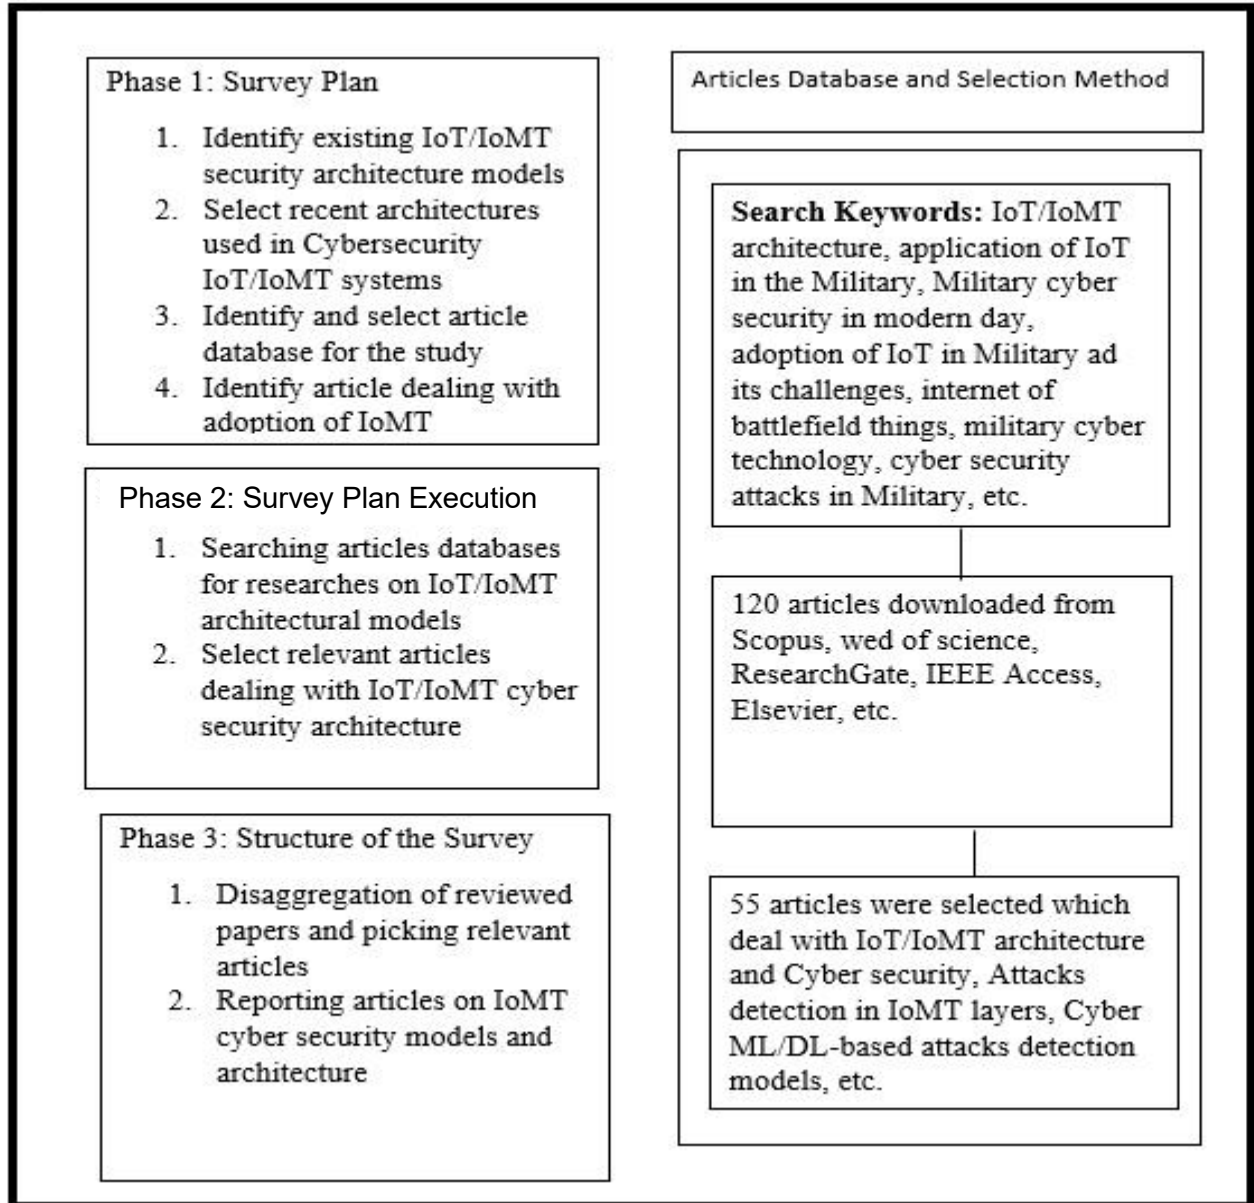 Phase 1: Survey Plan
1. Identify existing IoT/IoMT
security architecture models
2. Select recent architectures
used in Cybersecurity
IoT/IoMT systems
3. Identify and select article
database for the study
4. Identify article dealing with
adoption of IoMT
Phase 2: Survey Plan Execution
1. Searching articles databases
for researches on IoT/IoMT
architectural models
2. Select relevant articles
dealing with IoT/IoMT cyber
security architecture
Phase 3: Structure of the Survey
1. Disaggregation of reviewed
papers and picking relevant
articles
2. Reporting articles on IoMT
cyber security models and
architecture
Articles Database and Selection Method
Search Keywords: IoT/IoMT
architecture, application of IoT
in the Military, Military cyber
security in modern day,
adoption of IoT in Military ad
its challenges, internet of
battlefield things, military cyber
technology, cyber security
attacks in Military, etc.
120 articles downloaded from
Scopus, wed of science,
ResearchGate, IEEE Access,
Elsevier, etc.
55 articles were selected which
deal with IoT/IoMT architecture
and Cyber security, Attacks
detection in IoMT layers, Cyber
ML/DL-based attacks detection
models, etc.